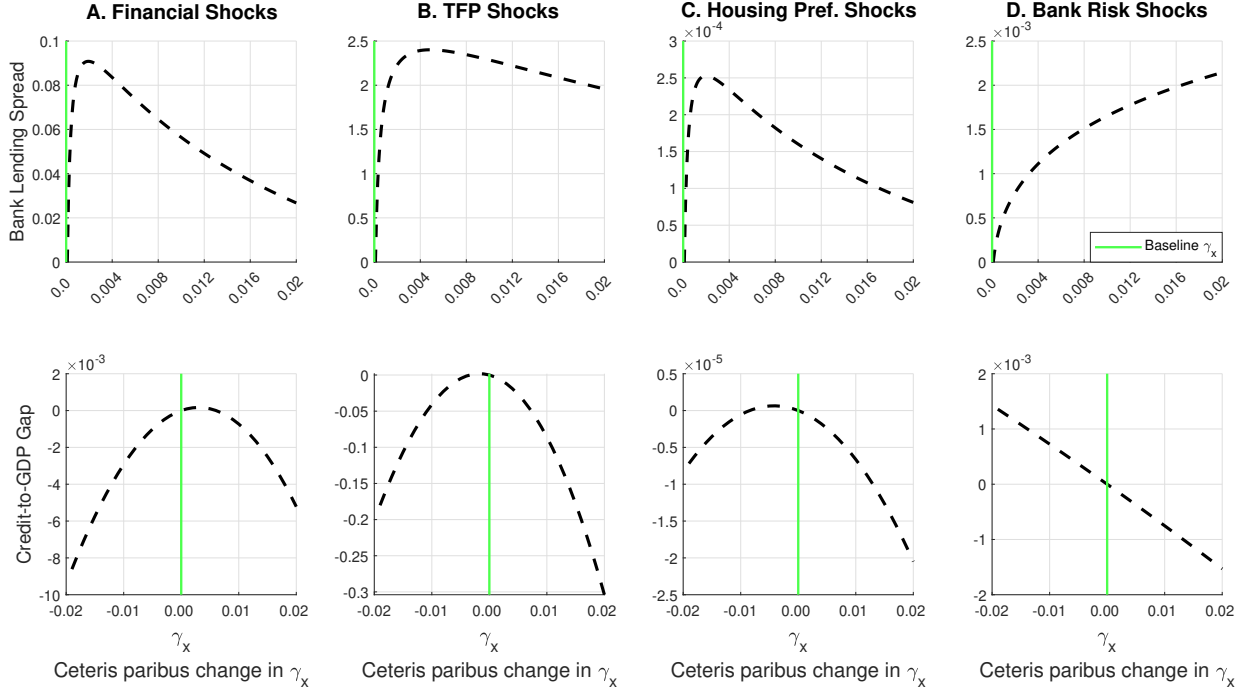 A. Financial Shocks
B. TFP Shocks
C. Housing Pref. Shocks
D. Bank Risk Shocks
Bank Lending Spread
0.1
0.08
0.06
0.04
0.02
0
0.0 0.004 0.008 0.012 0.016 0.02
2.5
2
1.5
1
0.5
0
0.0 0.004 0.008 0.012 0.016 0.02
×10⁻⁴
3
2.5
2
1.5
1
0.5
0
0.0 0.004 0.008 0.012 0.016 0.02
×10⁻³
2.5
2
1.5
1
0.5
0
0.0 0.004 0.008 0.012 0.016 0.02
Baseline γₓ
Credit-to-GDP Gap
×10⁻³
2
0
-2
-4
-6
-8
-10
-0.02 -0.01 0.00 0.01 0.02
γₓ
Ceteris paribus change in γₓ
0
-0.05
-0.1
-0.15
-0.2
-0.25
-0.3
-0.02 -0.01 0.00 0.01 0.02
γₓ
Ceteris paribus change in γₓ
×10⁻⁵
0.5
0
-0.5
-1
-1.5
-2
-2.5
-0.02 -0.01 0.00 0.01 0.02
γₓ
Ceteris paribus change in γₓ
×10⁻³
2
1
0
-1
-2
-0.02 -0.01 0.00 0.01 0.02
γₓ
Ceteris paribus change in γₓ